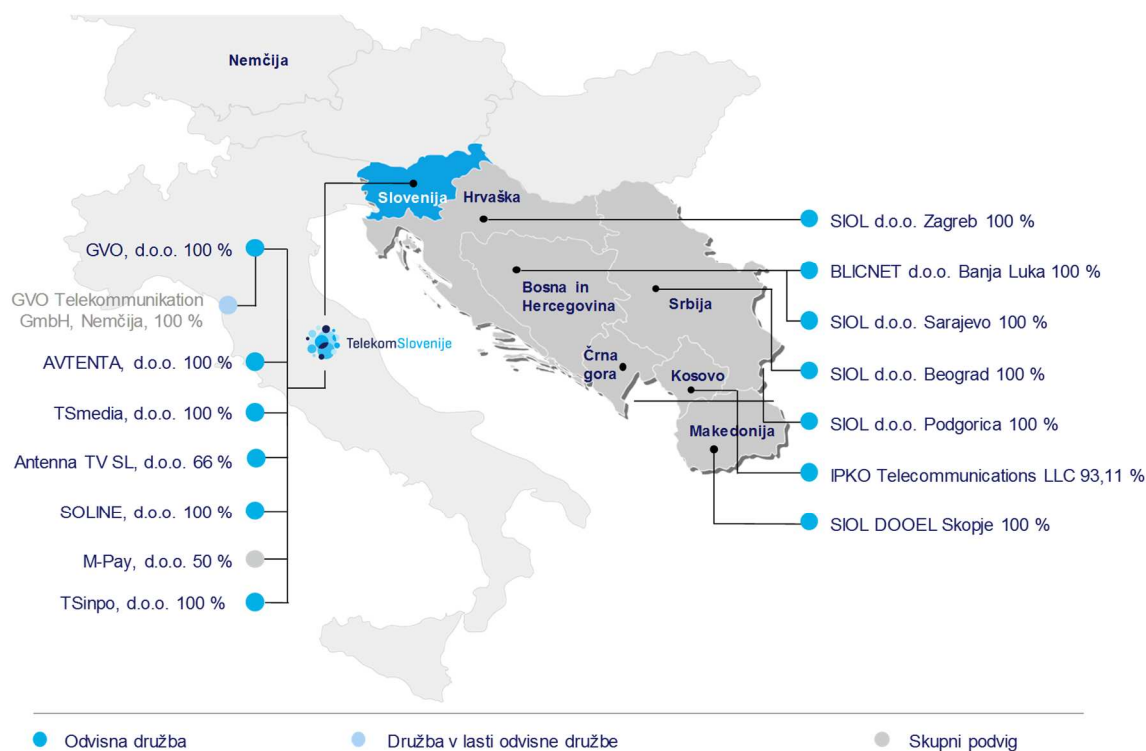 Nemčija
Slovenija
Hrvaška
Bosna in
Hercegovina
Srbija
Črna
gora
Kosovo
Makedonija
GVO, d.o.o. 100 %
GVO Telekommunikation
GmbH, Nemčija, 100 %
AVTENTA, d.o.o. 100 %
TSmedia, d.o.o. 100 %
Antenna TV SL, d.o.o. 66 %
SOLINE, d.o.o. 100 %
M-Pay, d.o.o. 50 %
TSinpo, d.o.o. 100 %
TelekomSlovenije
SIOL d.o.o. Zagreb 100 %
BLICNET d.o.o. Banja Luka 100 %
SIOL d.o.o. Sarajevo 100 %
SIOL d.o.o. Beograd 100 %
SIOL d.o.o. Podgorica 100 %
IPKO Telecommunications LLC 93,11 %
SIOL DOOEL Skopje 100 %
Odvisna družba
Družba v lasti odvisne družbe
Skupni podvig